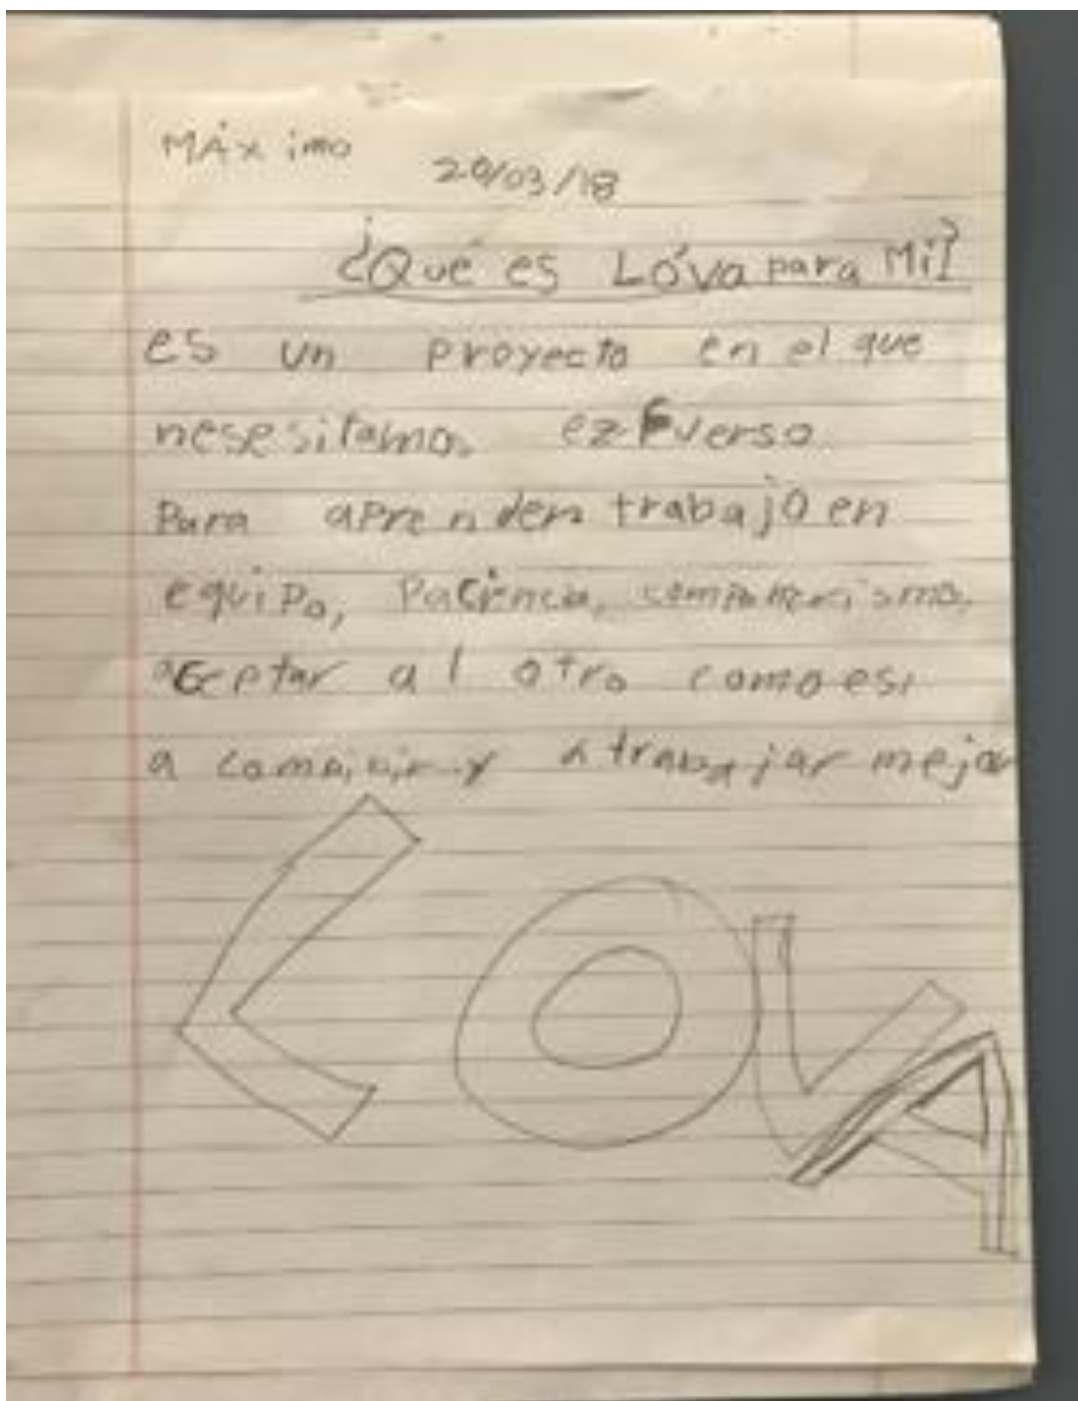 MÁximo
20/03/18
¿Qué es Lóva para Mi?
es un proyecto en el que
nesesitamos ezfuerso
Para aprender trabajo en
equipo, Paciencia, compañerismo,
aceptar al otro como es,
a convivir y a trabajar mejor
LOVA